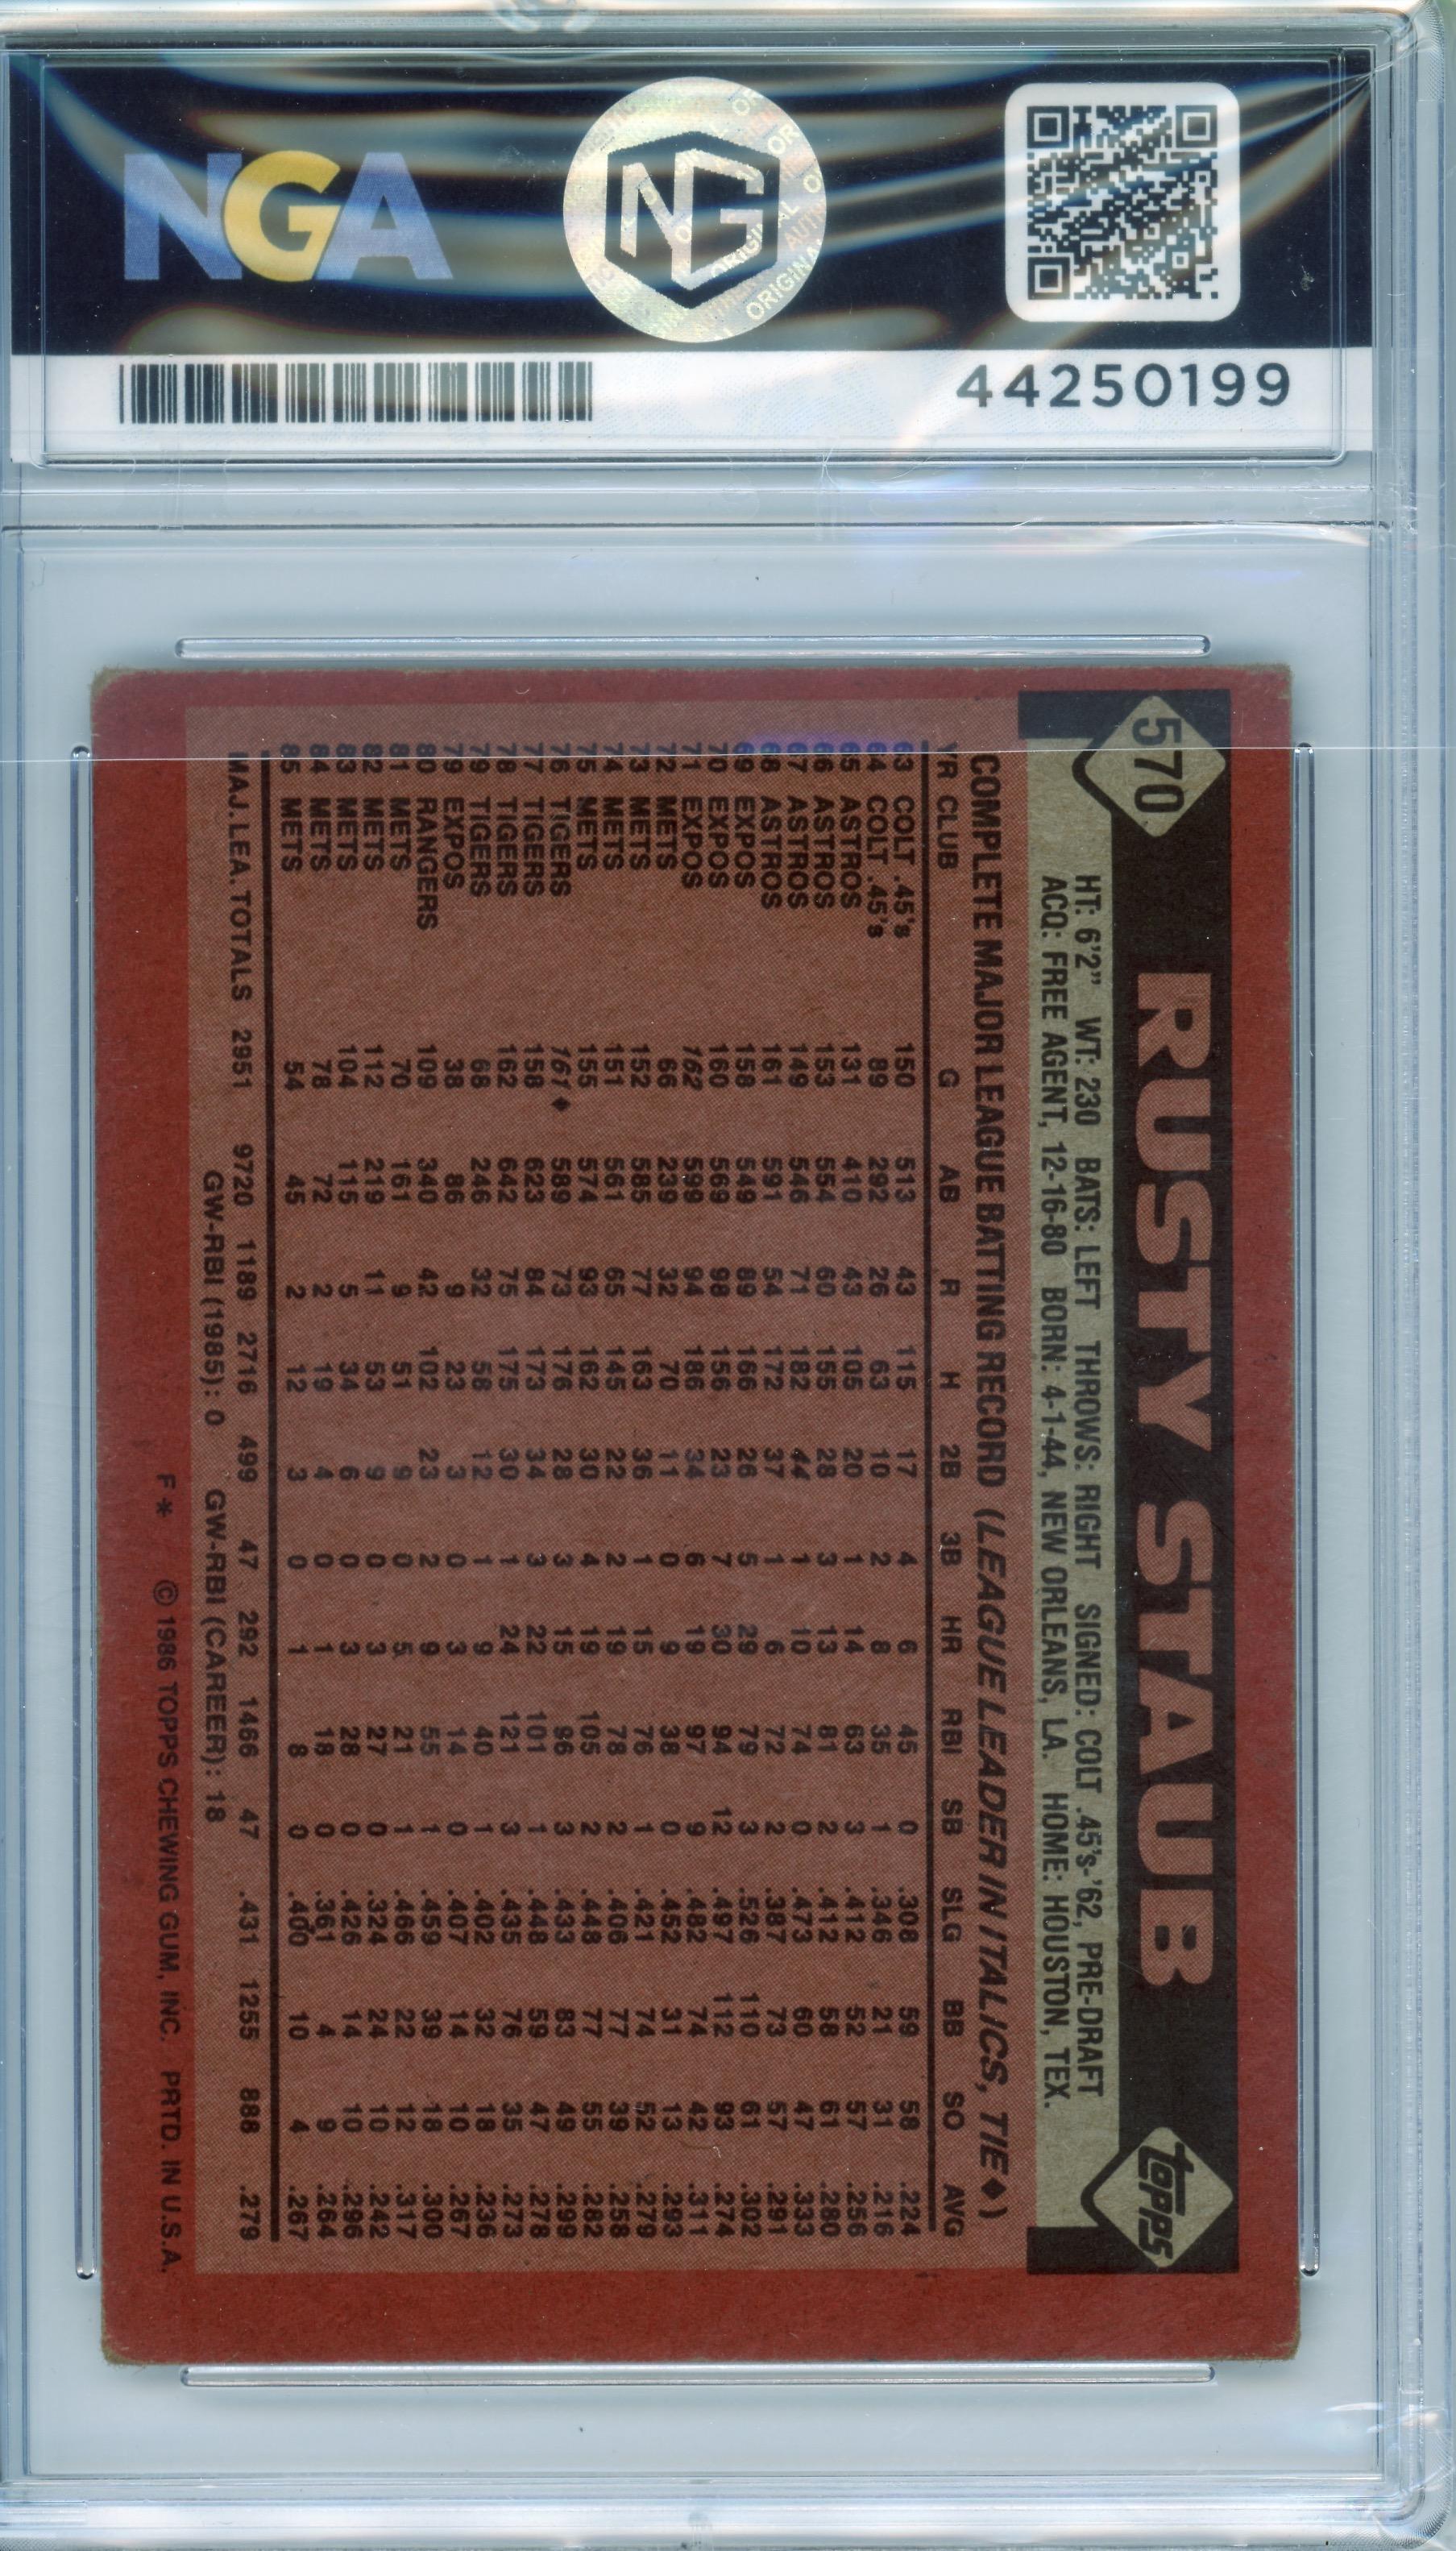 NGA
NG
ORIGINAL
44250199
570
RUSTY STAUB
topps
HT: 6'2" WT: 230 BATS: LEFT THROWS: RIGHT SIGNED: COLT .45's-'62, PRE-DRAFT
ACQ: FREE AGENT, 12-16-80 BORN: 4-1-44, NEW ORLEANS, LA. HOME: HOUSTON, TEX.
COMPLETE MAJOR LEAGUE BATTING RECORD (LEAGUE LEADER IN ITALICS, TIE♦)
YR CLUB G AB R H 2B 3B HR RBI SB SLG BB SO AVG
63 COLT .45's 150 513 43 115 17 4 6 45 0 .308 59 58 .224
64 COLT .45's 89 292 26 63 10 2 8 35 1 .346 21 31 .216
65 ASTROS 131 410 43 105 20 1 14 63 3 .412 52 57 .256
66 ASTROS 153 554 60 155 28 3 13 81 2 .412 58 61 .280
67 ASTROS 149 546 71 182 44 1 10 74 0 .473 60 47 .333
68 ASTROS 161 591 54 172 37 1 6 72 2 .387 73 57 .291
69 EXPOS 158 549 89 166 26 5 29 79 3 .526 110 61 .302
70 EXPOS 160 569 98 156 23 7 30 94 12 .497 112 93 .274
71 EXPOS 162 599 94 186 34 6 19 97 9 .482 74 42 .311
72 METS 66 239 32 70 11 0 9 38 0 .452 31 13 .293
73 METS 152 585 77 163 36 1 15 76 1 .421 74 52 .279
74 METS 151 561 65 145 22 2 19 78 2 .406 77 39 .258
75 METS 155 574 93 162 30 4 19 105 2 .448 77 55 .282
76 TIGERS 161♦ 589 73 176 28 3 15 96 3 .433 83 49 .299
77 TIGERS 158 623 84 173 34 3 22 101 1 .448 59 47 .278
78 TIGERS 162 642 75 175 30 1 24 121 3 .435 76 35 .273
79 TIGERS 68 246 32 58 12 1 9 40 1 .402 32 18 .236
79 EXPOS 38 86 9 23 3 0 3 14 0 .407 14 10 .267
80 RANGERS 109 340 42 102 23 2 9 55 1 .459 39 18 .300
81 METS 70 161 9 51 9 0 5 21 1 .466 22 12 .317
82 METS 112 219 11 53 9 0 3 27 0 .324 24 10 .242
83 METS 104 115 5 34 6 0 3 28 0 .426 14 10 .296
84 METS 78 72 2 19 4 0 1 18 0 .361 4 9 .264
85 METS 54 45 2 12 3 0 1 8 0 .400 10 4 .267
MAJ. LEA. TOTALS 2951 9720 1189 2716 499 47 292 1466 47 .431 1255 888 .279
GW-RBI (1985): 0 GW-RBI (CAREER): 18
F* © 1986 TOPPS CHEWING GUM, INC. PRTD. IN U.S.A.